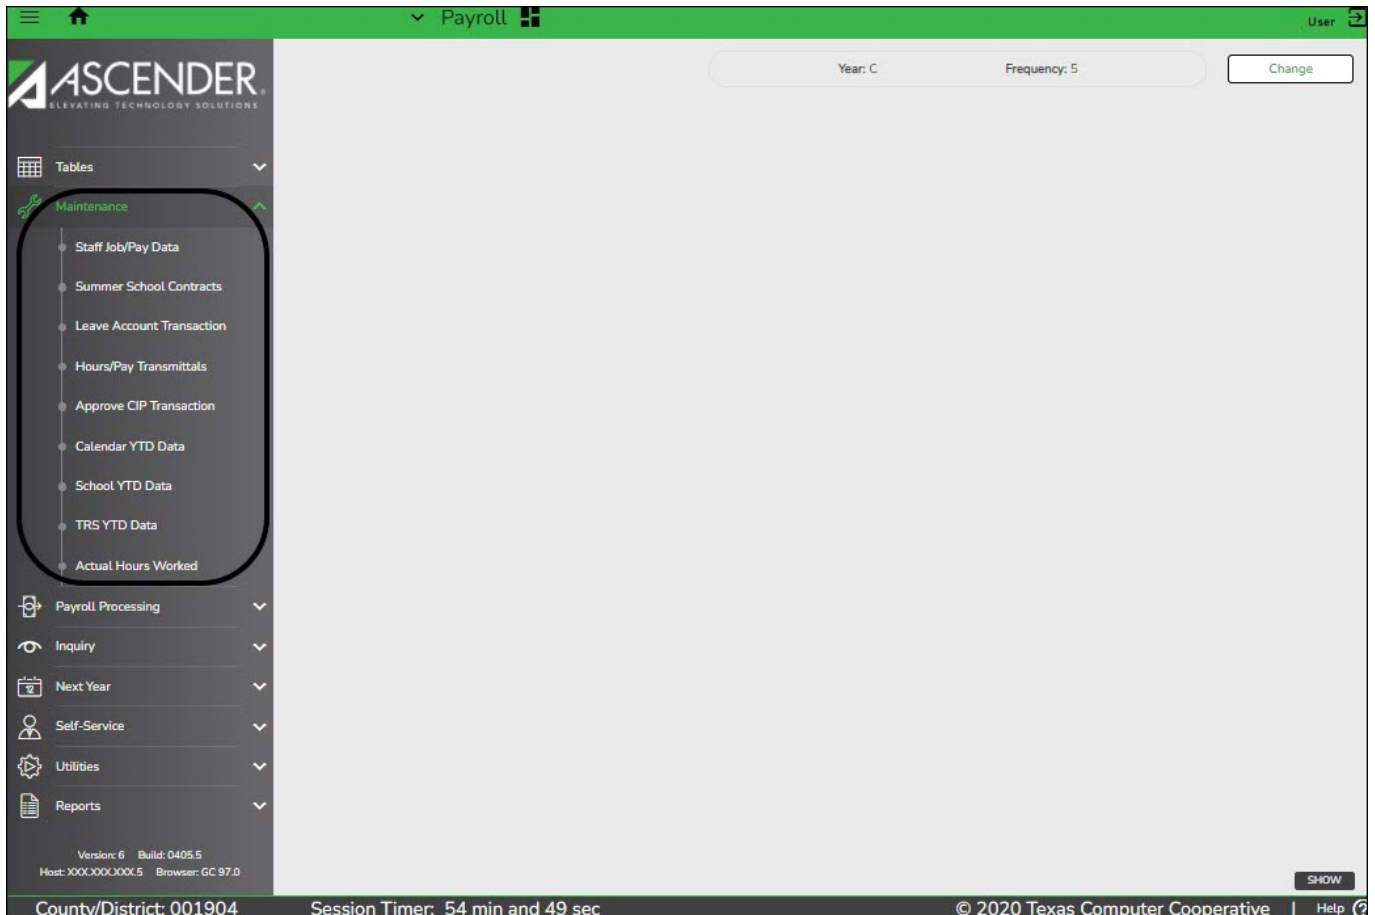 Payroll
User
ASCENDER
ELEVATING TECHNOLOGY SOLUTIONS
Year: C Frequency: 5 Change
Tables
Maintenance
Staff Job/Pay Data
Summer School Contracts
Leave Account Transaction
Hours/Pay Transmittals
Approve CIP Transaction
Calendar YTD Data
School YTD Data
TRS YTD Data
Actual Hours Worked
Payroll Processing
Inquiry
12
Next Year
Self-Service
Utilities
Reports
Version: 6 Build: 0405.5
Host: XXX.XXX.XXX.5 Browser: GC 97.0
SHOW
County/District: 001904 Session Timer: 54 min and 49 sec © 2020 Texas Computer Cooperative | Help ?